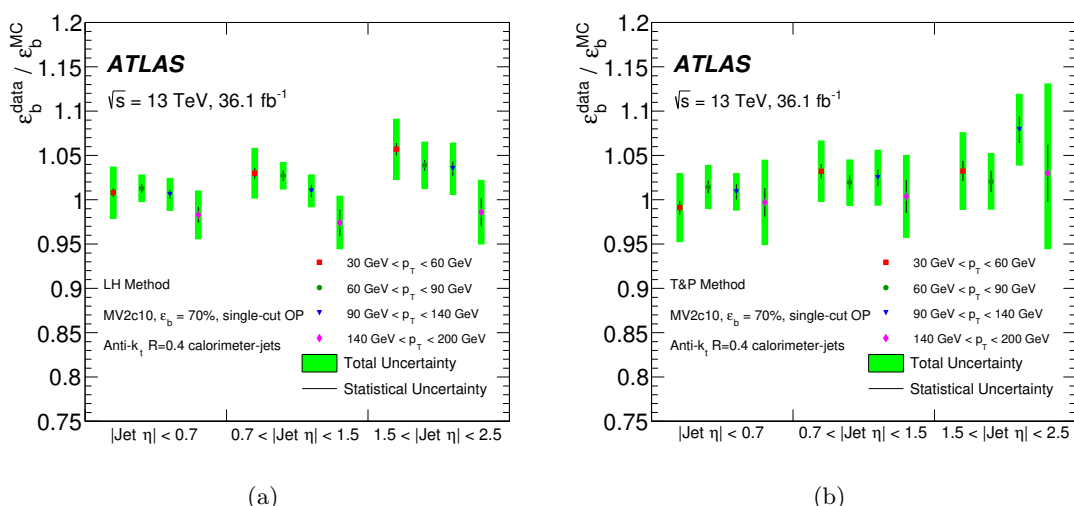 ε_b^data / ε_b^MC
1.2
1.15
1.1
1.05
1
0.95
0.9
0.85
0.8
0.75
ATLAS
√s = 13 TeV, 36.1 fb⁻¹
LH Method
MV2c10, ε_b = 70%, single-cut OP
Anti-k_t R=0.4 calorimeter-jets
30 GeV < p_T < 60 GeV
60 GeV < p_T < 90 GeV
90 GeV < p_T < 140 GeV
140 GeV < p_T < 200 GeV
Total Uncertainty
Statistical Uncertainty
|Jet η| < 0.7
0.7 < |Jet η| < 1.5
1.5 < |Jet η| < 2.5
(a)
ε_b^data / ε_b^MC
1.2
1.15
1.1
1.05
1
0.95
0.9
0.85
0.8
0.75
ATLAS
√s = 13 TeV, 36.1 fb⁻¹
T&P Method
MV2c10, ε_b = 70%, single-cut OP
Anti-k_t R=0.4 calorimeter-jets
30 GeV < p_T < 60 GeV
60 GeV < p_T < 90 GeV
90 GeV < p_T < 140 GeV
140 GeV < p_T < 200 GeV
Total Uncertainty
Statistical Uncertainty
|Jet η| < 0.7
0.7 < |Jet η| < 1.5
1.5 < |Jet η| < 2.5
(b)